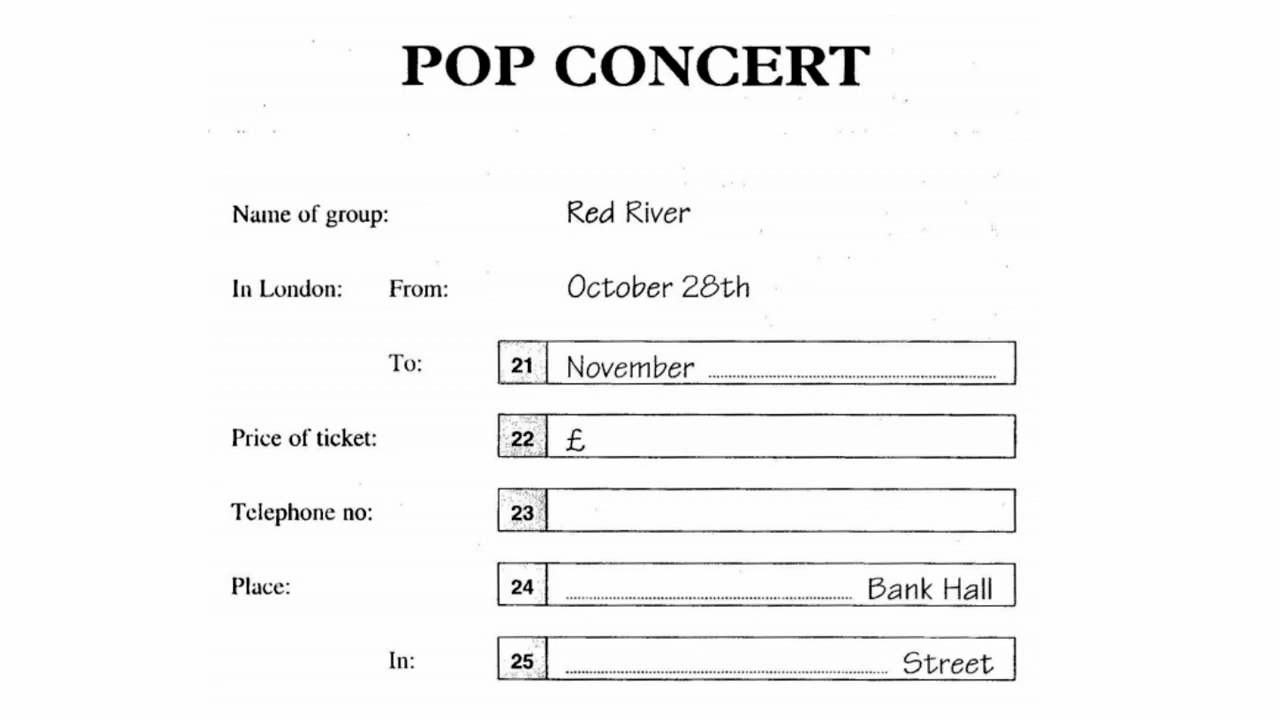 POP CONCERT
Name of group: Red River
In London: From: October 28th
To: 21 November ........................
Price of ticket: 22 £
Telephone no: 23
Place: 24 ........................ Bank Hall
In: 25 ........................ Street